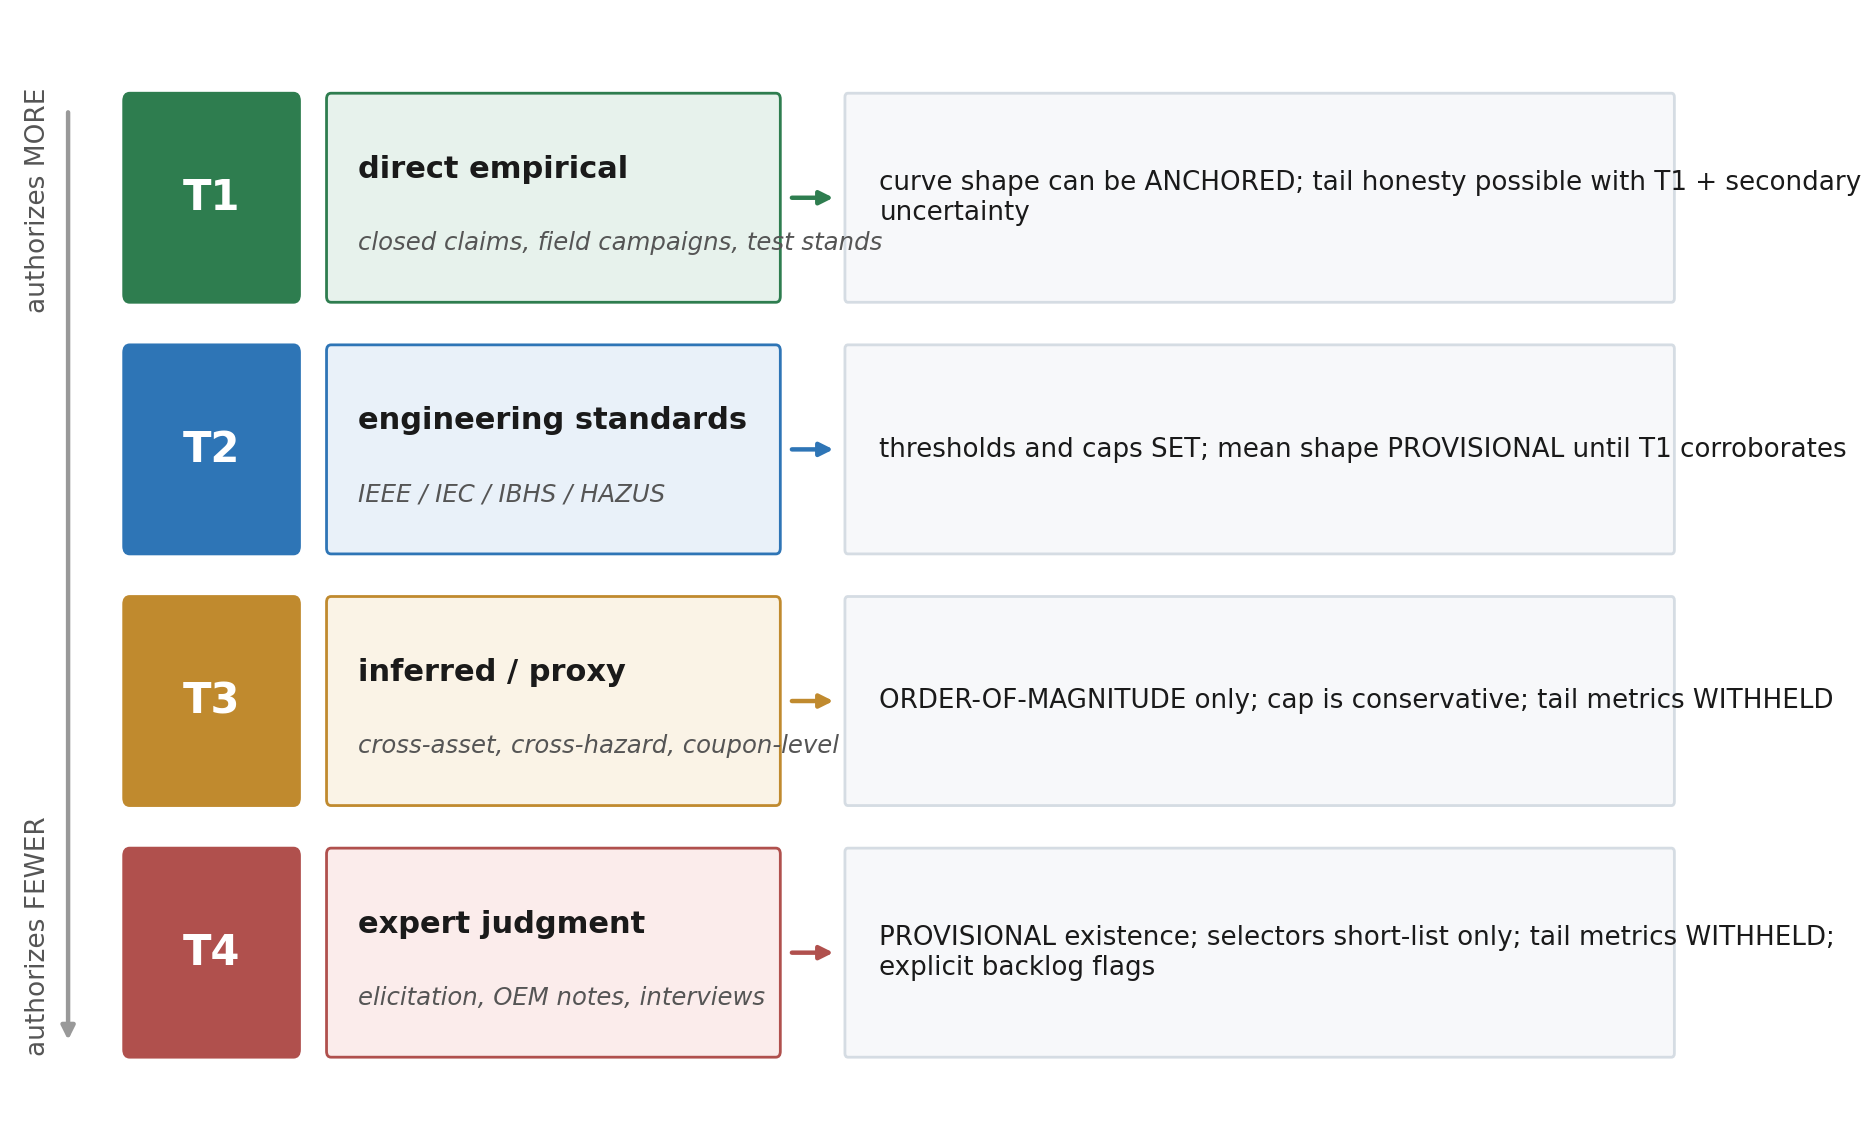 authorizes MORE
T1
direct empirical
closed claims, field campaigns, test stands
curve shape can be ANCHORED; tail honesty possible with T1 + secondary
uncertainty
T2
engineering standards
IEEE / IEC / IBHS / HAZUS
thresholds and caps SET; mean shape PROVISIONAL until T1 corroborates
T3
inferred / proxy
cross-asset, cross-hazard, coupon-level
ORDER-OF-MAGNITUDE only; cap is conservative; tail metrics WITHHELD
authorizes FEWER
T4
expert judgment
elicitation, OEM notes, interviews
PROVISIONAL existence; selectors short-list only; tail metrics WITHHELD;
explicit backlog flags